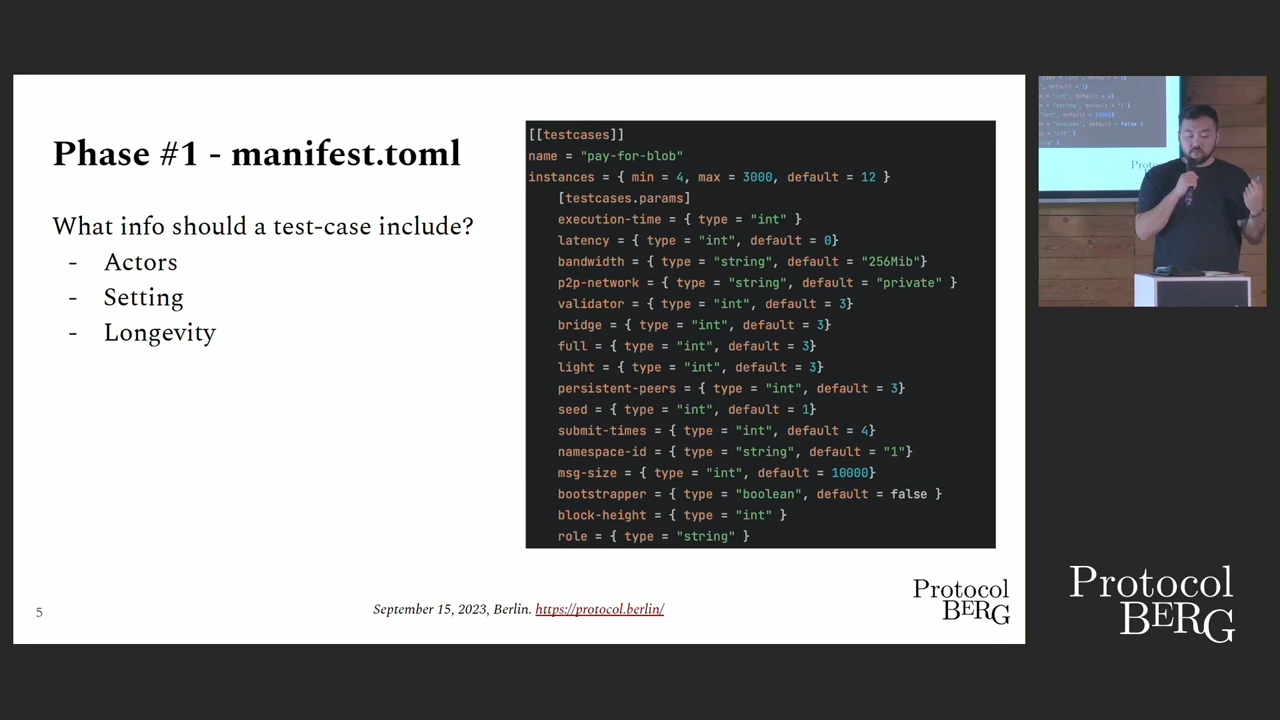 Phase #1 - manifest.toml
What info should a test-case include?
- Actors
- Setting
- Longevity
[[testcases]]
name = "pay-for-blob"
instances = { min = 4, max = 3000, default = 12 }
[testcases.params]
execution-time = { type = "int" }
latency = { type = "int", default = 0}
bandwidth = { type = "string", default = "256Mib"}
p2p-network = { type = "string", default = "private" }
validator = { type = "int", default = 3}
bridge = { type = "int", default = 3}
full = { type = "int", default = 3}
light = { type = "int", default = 3}
persistent-peers = { type = "int", default = 3}
seed = { type = "int", default = 1}
submit-times = { type = "int", default = 4}
namespace-id = { type = "string", default = "1"}
msg-size = { type = "int", default = 10000}
bootstrapper = { type = "boolean", default = false }
block-height = { type = "int" }
role = { type = "string" }
5
September 15, 2023, Berlin. https://protocol.berlin/
Protocol
BERG
Protocol
BERG